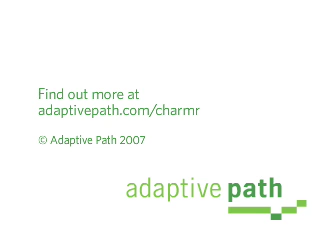 Find out more at
adaptivepath.com/charmr
© Adaptive Path 2007
adaptive path